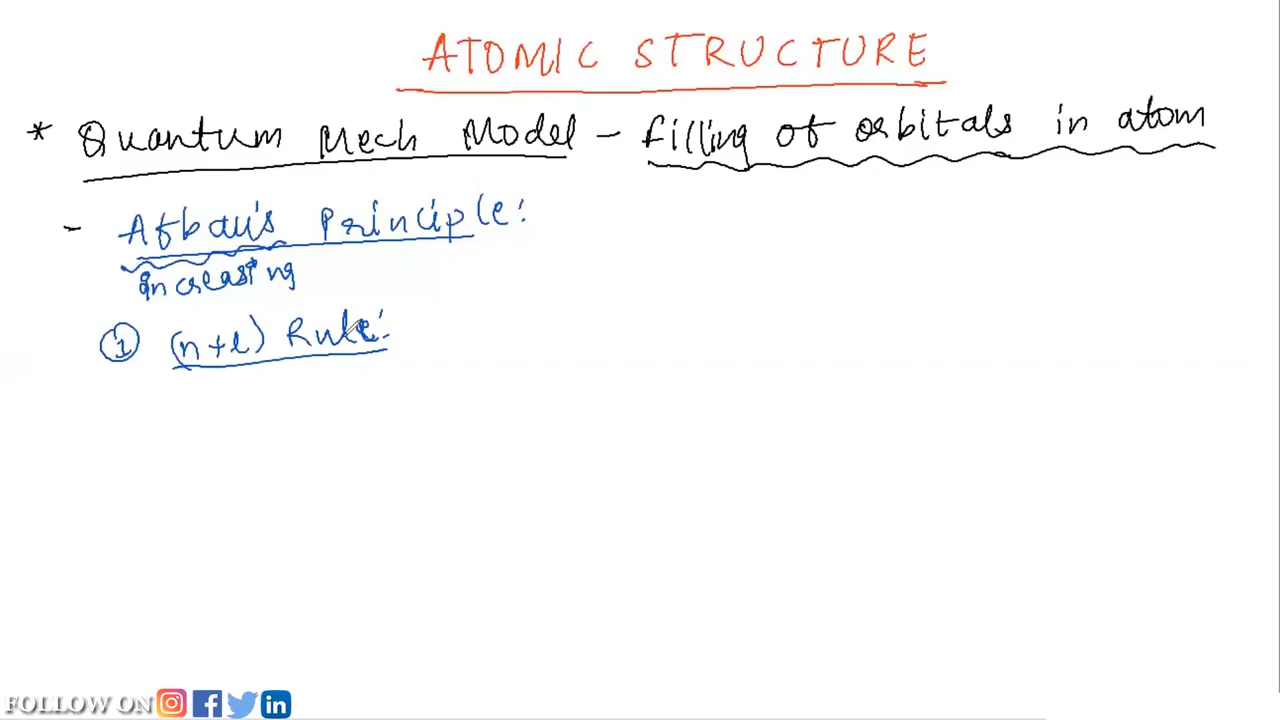 ATOMIC STRUCTURE
* Quantum Mech Model - filling of orbitals in atom
- Afbau's Principle:
increasing
① (n+l) Rule:
FOLLOW ON